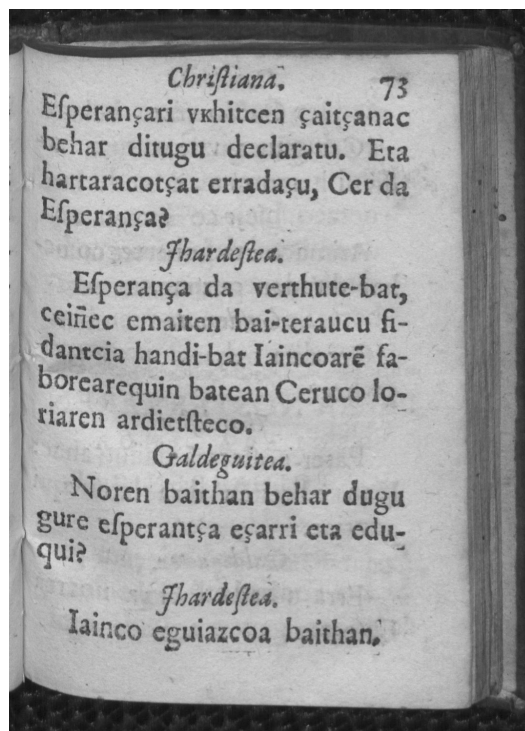 Chriſtiana. 73
Eſperançari vĸhitcen çaitçanac
behar ditugu declaratu. Eta
hartaracotçat erradaçu, Cer da
Eſperança?
Jhardeſtea.
Eſperança da verthute-bat,
ceiñec emaiten bai-teraucu fi-
dantcia handi-bat Iaincoarẽ fa-
borearequin batean Ceruco lo-
riaren ardietſteco.
Galdeguitea.
Noren baithan behar dugu
gure eſperantça eçarri eta edu-
qui?
Jhardeſtea.
Iainco eguiazcoa baithan.